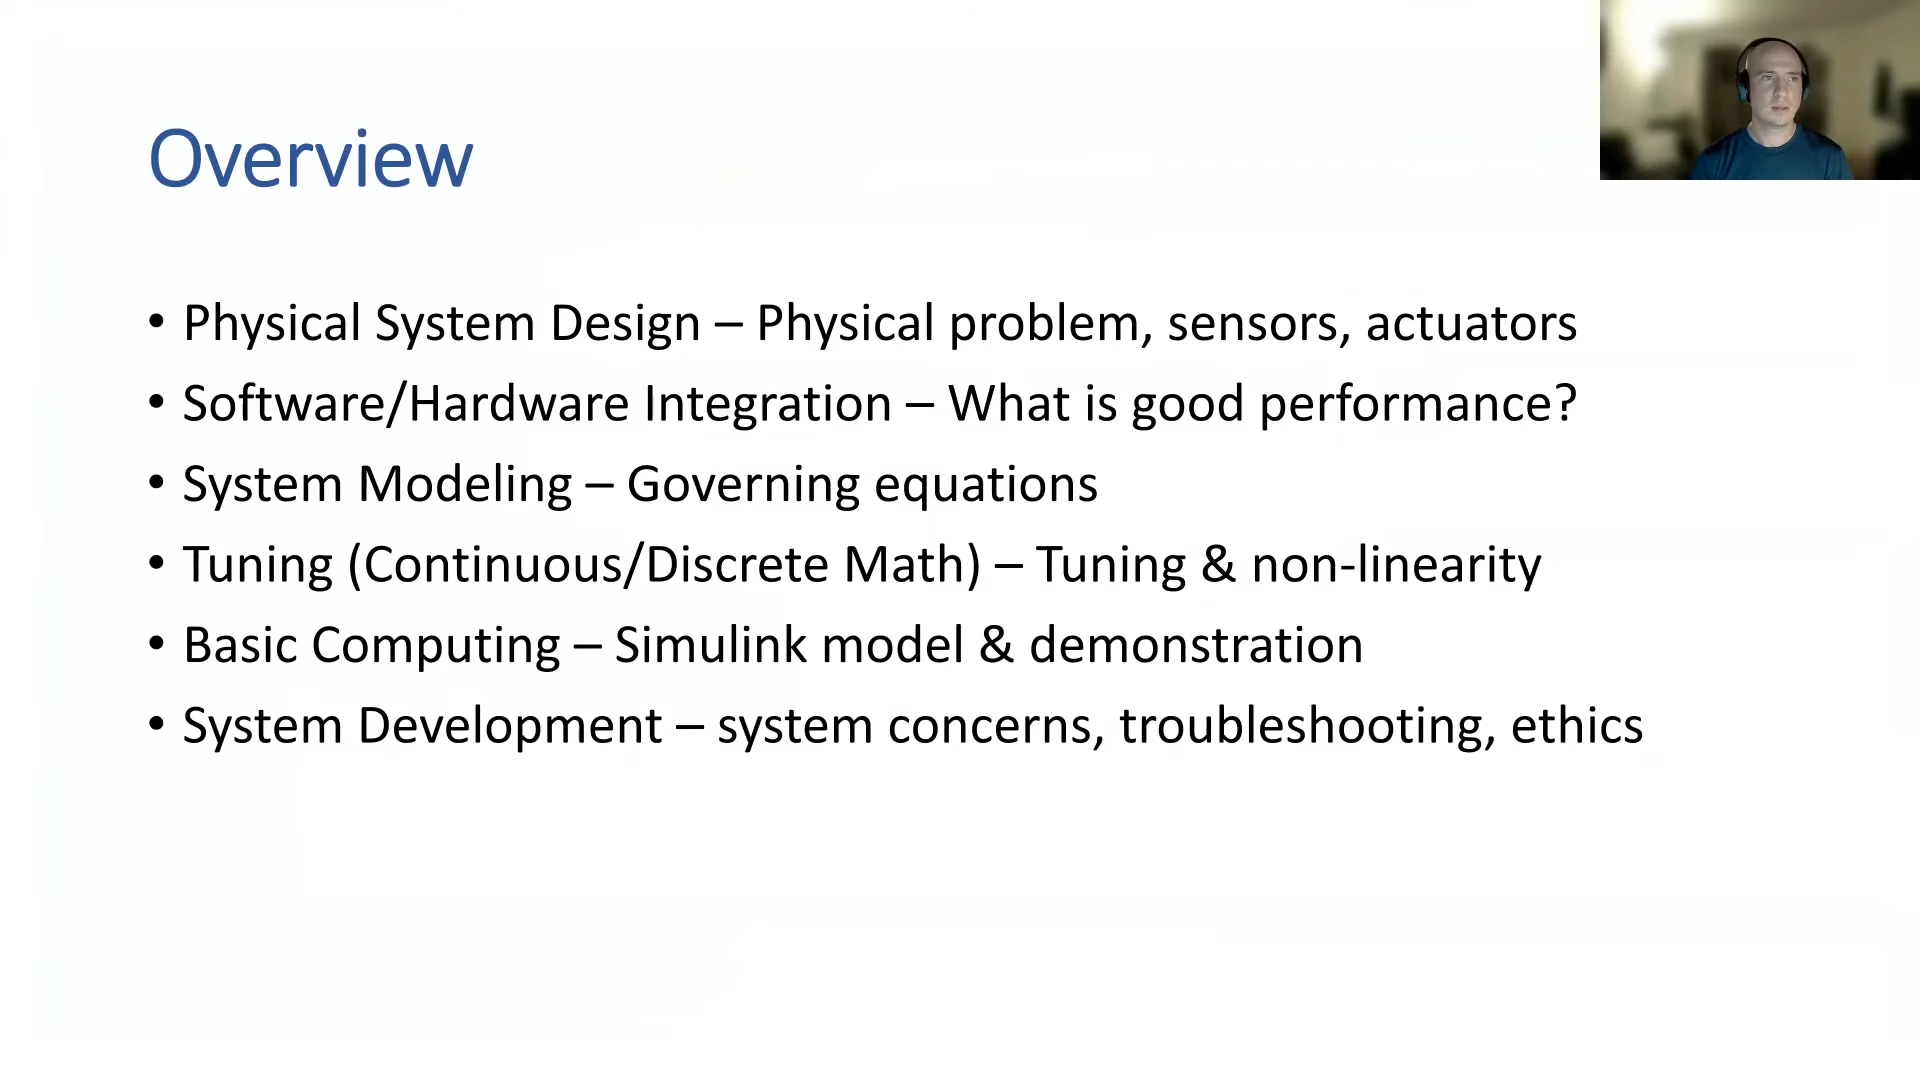 Overview
• Physical System Design – Physical problem, sensors, actuators
• Software/Hardware Integration – What is good performance?
• System Modeling – Governing equations
• Tuning (Continuous/Discrete Math) – Tuning & non-linearity
• Basic Computing – Simulink model & demonstration
• System Development – system concerns, troubleshooting, ethics